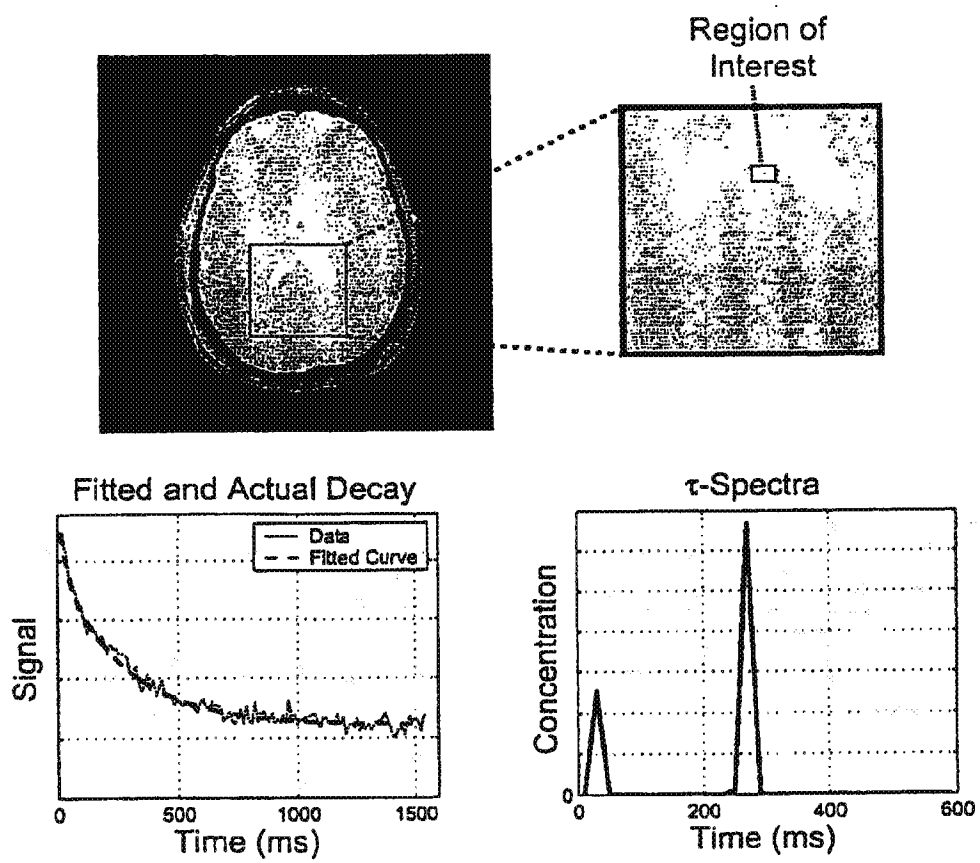 Region of
Interest
Fitted and Actual Decay
Data
Fitted Curve
Signal
0
500
1000
1500
Time (ms)
τ-Spectra
Concentration
0
0
200
400
600
Time (ms)